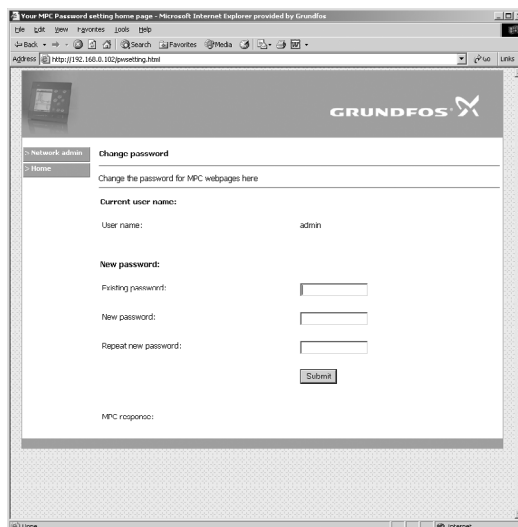 Your MPC Password setting home page - Microsoft Internet Explorer provided by Grundfos
File Edit View Favorites Tools Help
Back Search Favorites Media
Address http://192.168.0.102/pwsetting.html Go Links
GRUNDFOS
> Network admin
> Home
Change password
Change the password for MPC webpages here
Current user name:
User name: admin
New password:
Existing password:
New password:
Repeat new password:
Submit
MPC response:
Done Internet